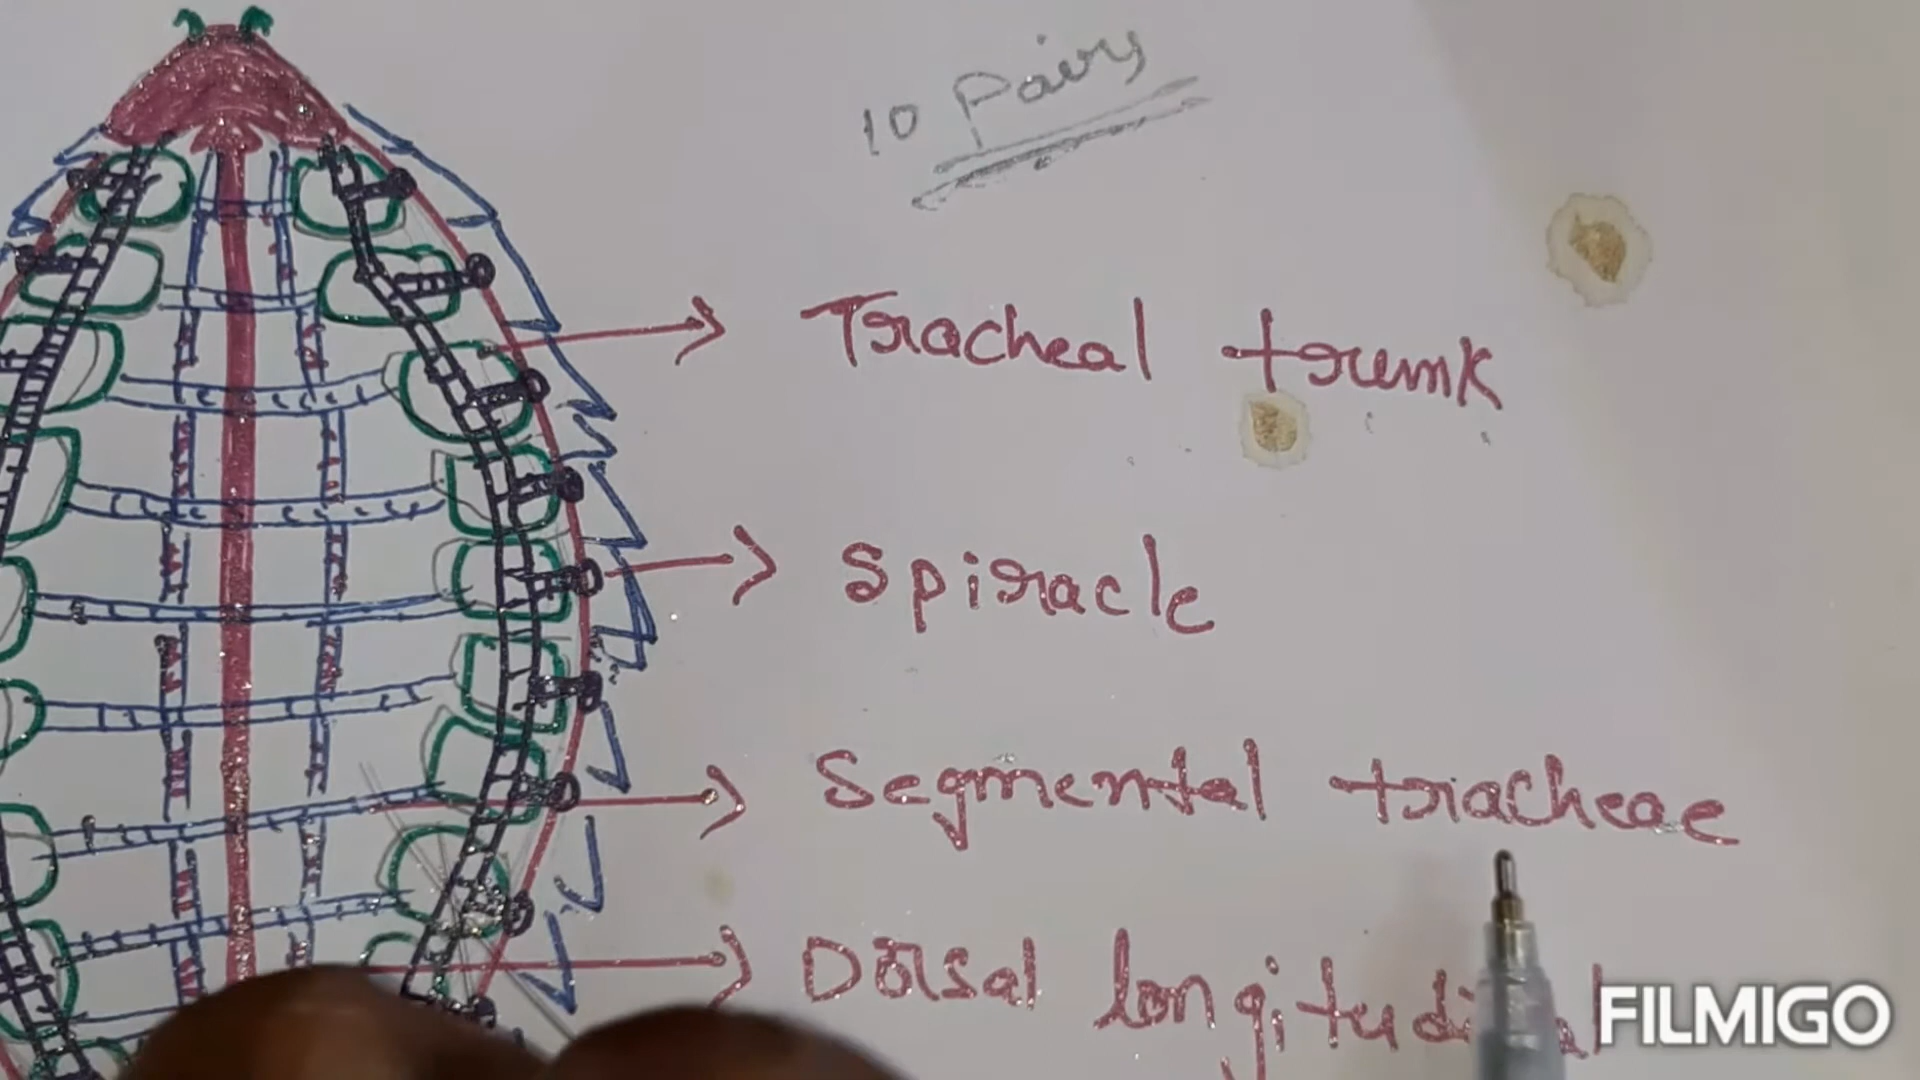 10 Pairs
Tracheal trunk
Spiracle
Segmental tracheae
Dorsal longitudinal
FILMIGO